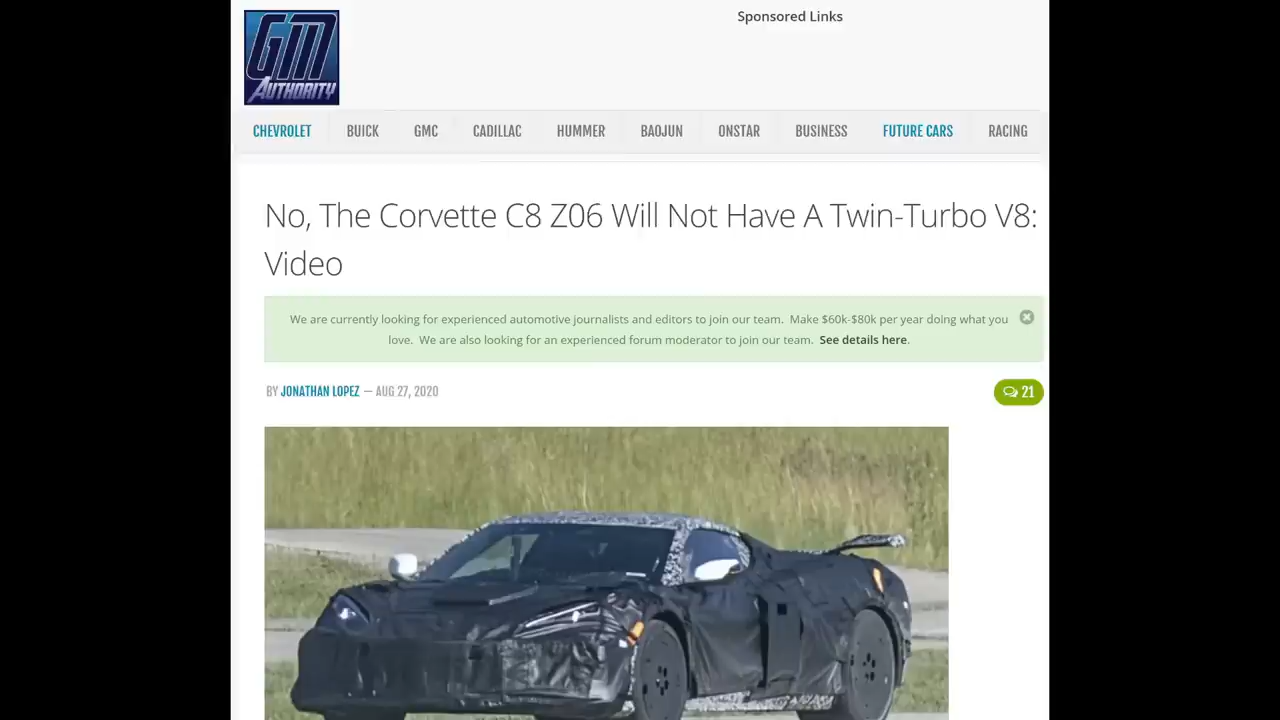 Sponsored Links
GM
AUTHORITY
CHEVROLET BUICK GMC CADILLAC HUMMER BAOJUN ONSTAR BUSINESS FUTURE CARS RACING
No, The Corvette C8 Z06 Will Not Have A Twin-Turbo V8:
Video
We are currently looking for experienced automotive journalists and editors to join our team. Make $60k-$80k per year doing what you
love. We are also looking for an experienced forum moderator to join our team. See details here.
BY JONATHAN LOPEZ — AUG 27, 2020
21